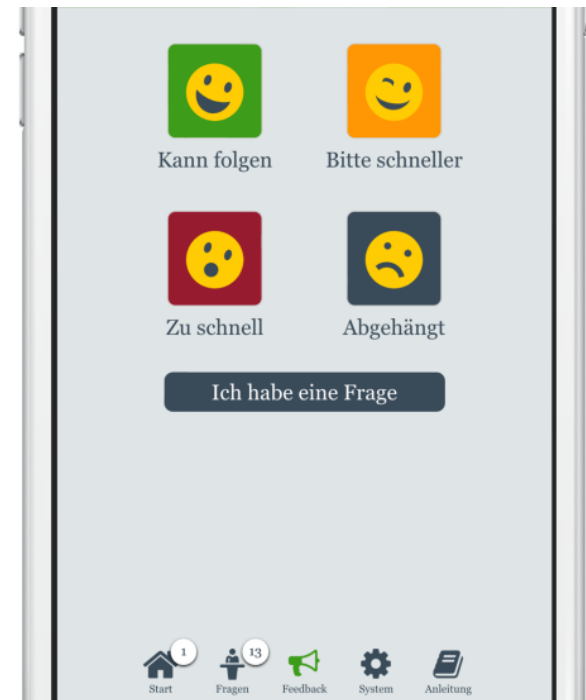 Kann folgen
Bitte schneller
Zu schnell
Abgehängt
Ich habe eine Frage
1
13
Start
Fragen
Feedback
System
Anleitung